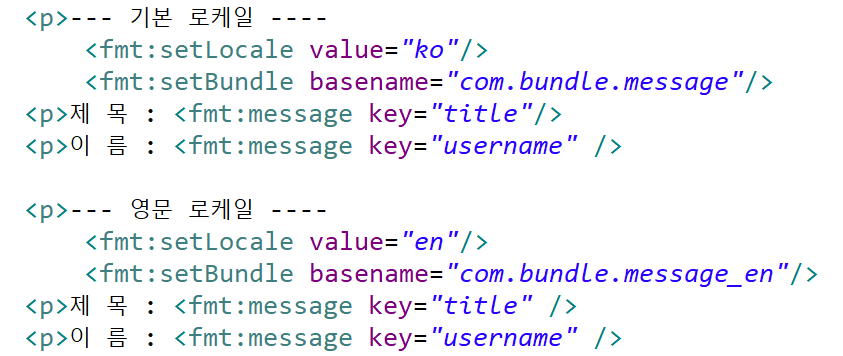 <p>--- 기본 로케일 ----
<fmt:setLocale value="ko"/>
<fmt:setBundle basename="com.bundle.message"/>
<p>제 목 : <fmt:message key="title"/>
<p>이 름 : <fmt:message key="username" />
<p>--- 영문 로케일 ----
<fmt:setLocale value="en"/>
<fmt:setBundle basename="com.bundle.message_en"/>
<p>제 목 : <fmt:message key="title" />
<p>이 름 : <fmt:message key="username" />